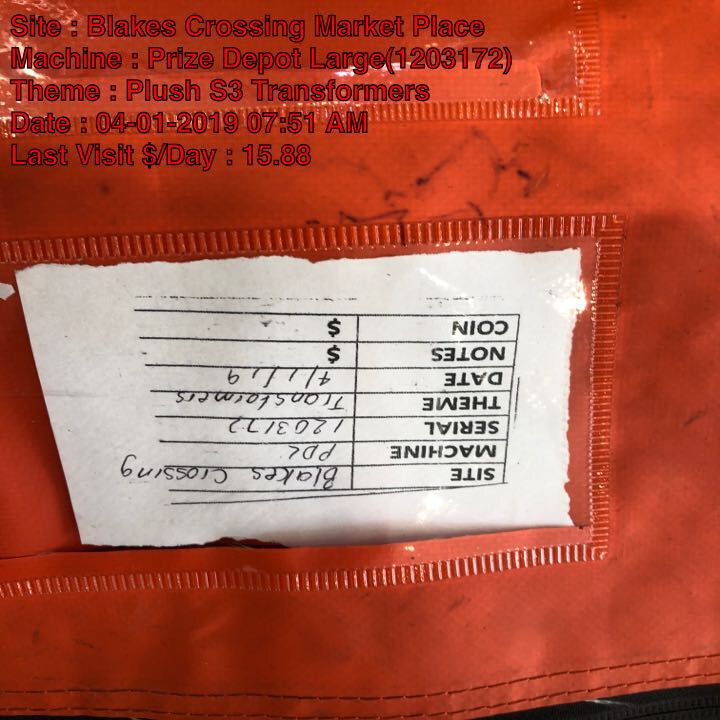 Site : Blakes Crossing Market Place
Machine : Prize Depot Large(1203172)
Theme : Plush S3 Transformers
Date : 04-01-2019 07:51 AM
Last Visit $/Day : 15.88
SITE Blakes Crossing
MACHINE PDL
SERIAL 1203172
THEME Transformers
DATE 4/1/19
NOTES $
COIN $